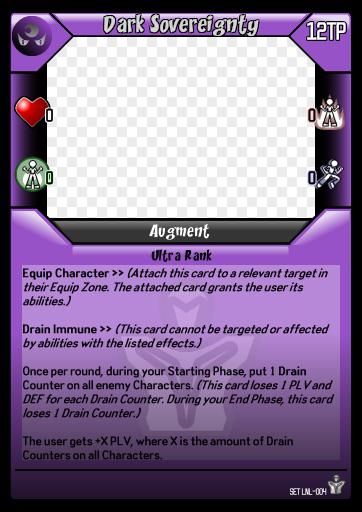 Dark Sovereignty
12TP
0
0
0
0
Augment
Ultra Rank
Equip Character >> (Attach this card to a relevant target in
their Equip Zone. The attached card grants the user its
abilities.)
Drain Immune >> (This card cannot be targeted or affected
by abilities with the listed effects.)
Once per round, during your Starting Phase, put 1 Drain
Counter on all enemy Characters. (This card loses 1 PLV and
DEF for each Drain Counter. During your End Phase, this card
loses 1 Drain Counter.)
The user gets +X PLV, where X is the amount of Drain
Counters on all Characters.
SET LNL-004